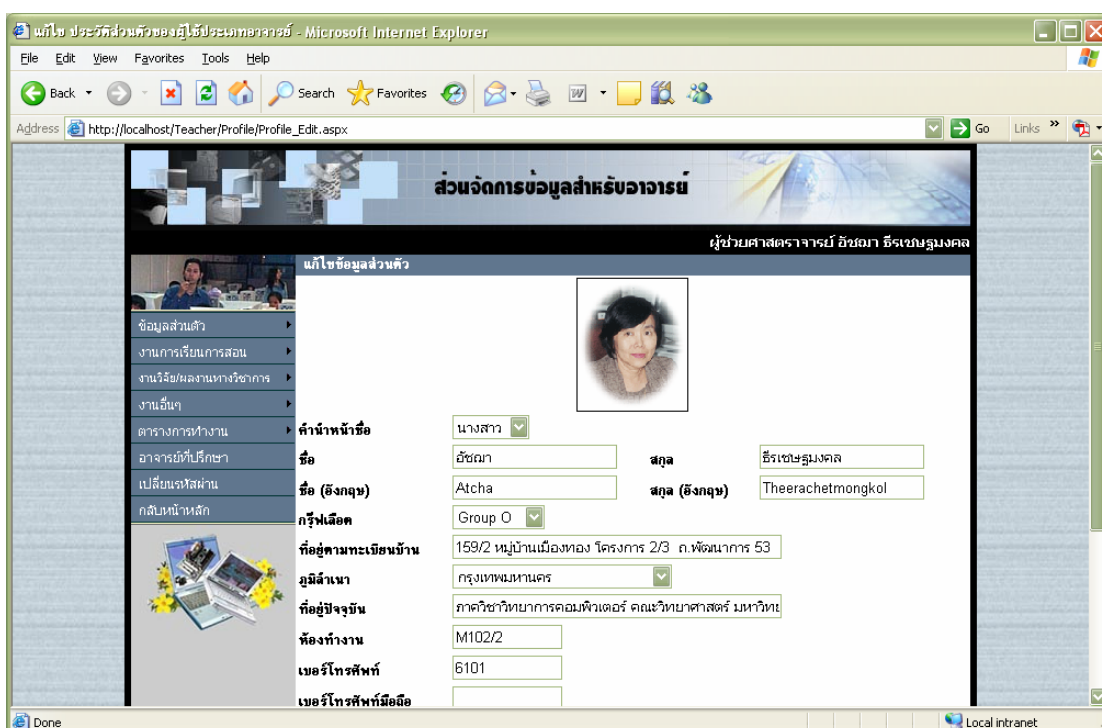 แก้ไข ประวัติส่วนตัวของผู้ใช้ประเภทอาจารย์ - Microsoft Internet Explorer
File Edit View Favorites Tools Help
Back Search Favorites
Address http://localhost/Teacher/Profile/Profile_Edit.aspx Go Links »
ส่วนจัดการข้อมูลสำหรับอาจารย์
ผู้ช่วยศาสตราจารย์ อัชฌา ธีรเชษฐมงคล
แก้ไขข้อมูลส่วนตัว
ข้อมูลส่วนตัว
งานการเรียนการสอน
งานวิจัย/ผลงานทางวิชาการ
งานอื่นๆ
ตารางการทำงาน
อาจารย์ที่ปรึกษา
เปลี่ยนรหัสผ่าน
กลับหน้าหลัก
คำนำหน้าชื่อ นางสาว
ชื่อ อัชฌา สกุล ธีรเชษฐมงคล
ชื่อ (อังกฤษ) Atcha สกุล (อังกฤษ) Theerachetmongkol
กรุ๊ฟเลือด Group O
ที่อยู่ตามทะเบียนบ้าน 159/2 หมู่บ้านเมืองทอง โครงการ 2/3 ถ.พัฒนาการ 53
ภูมิลำเนา กรุงเทพมหานคร
ที่อยู่ปัจจุบัน ภาควิชาวิทยาการคอมพิวเตอร์ คณะวิทยาศาสตร์ มหาวิทย
ห้องทำงาน M102/2
เบอร์โทรศัพท์ 6101
เบอร์โทรศัพท์มือถือ
Done Local intranet